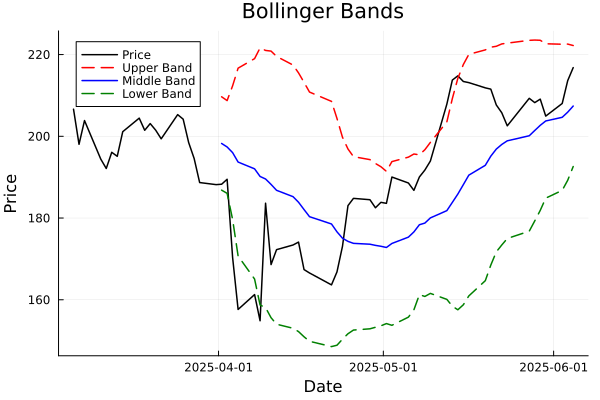 Bollinger Bands
Price
Upper Band
Middle Band
Lower Band
220
200
180
160
Price
2025-04-01
2025-05-01
2025-06-01
Date